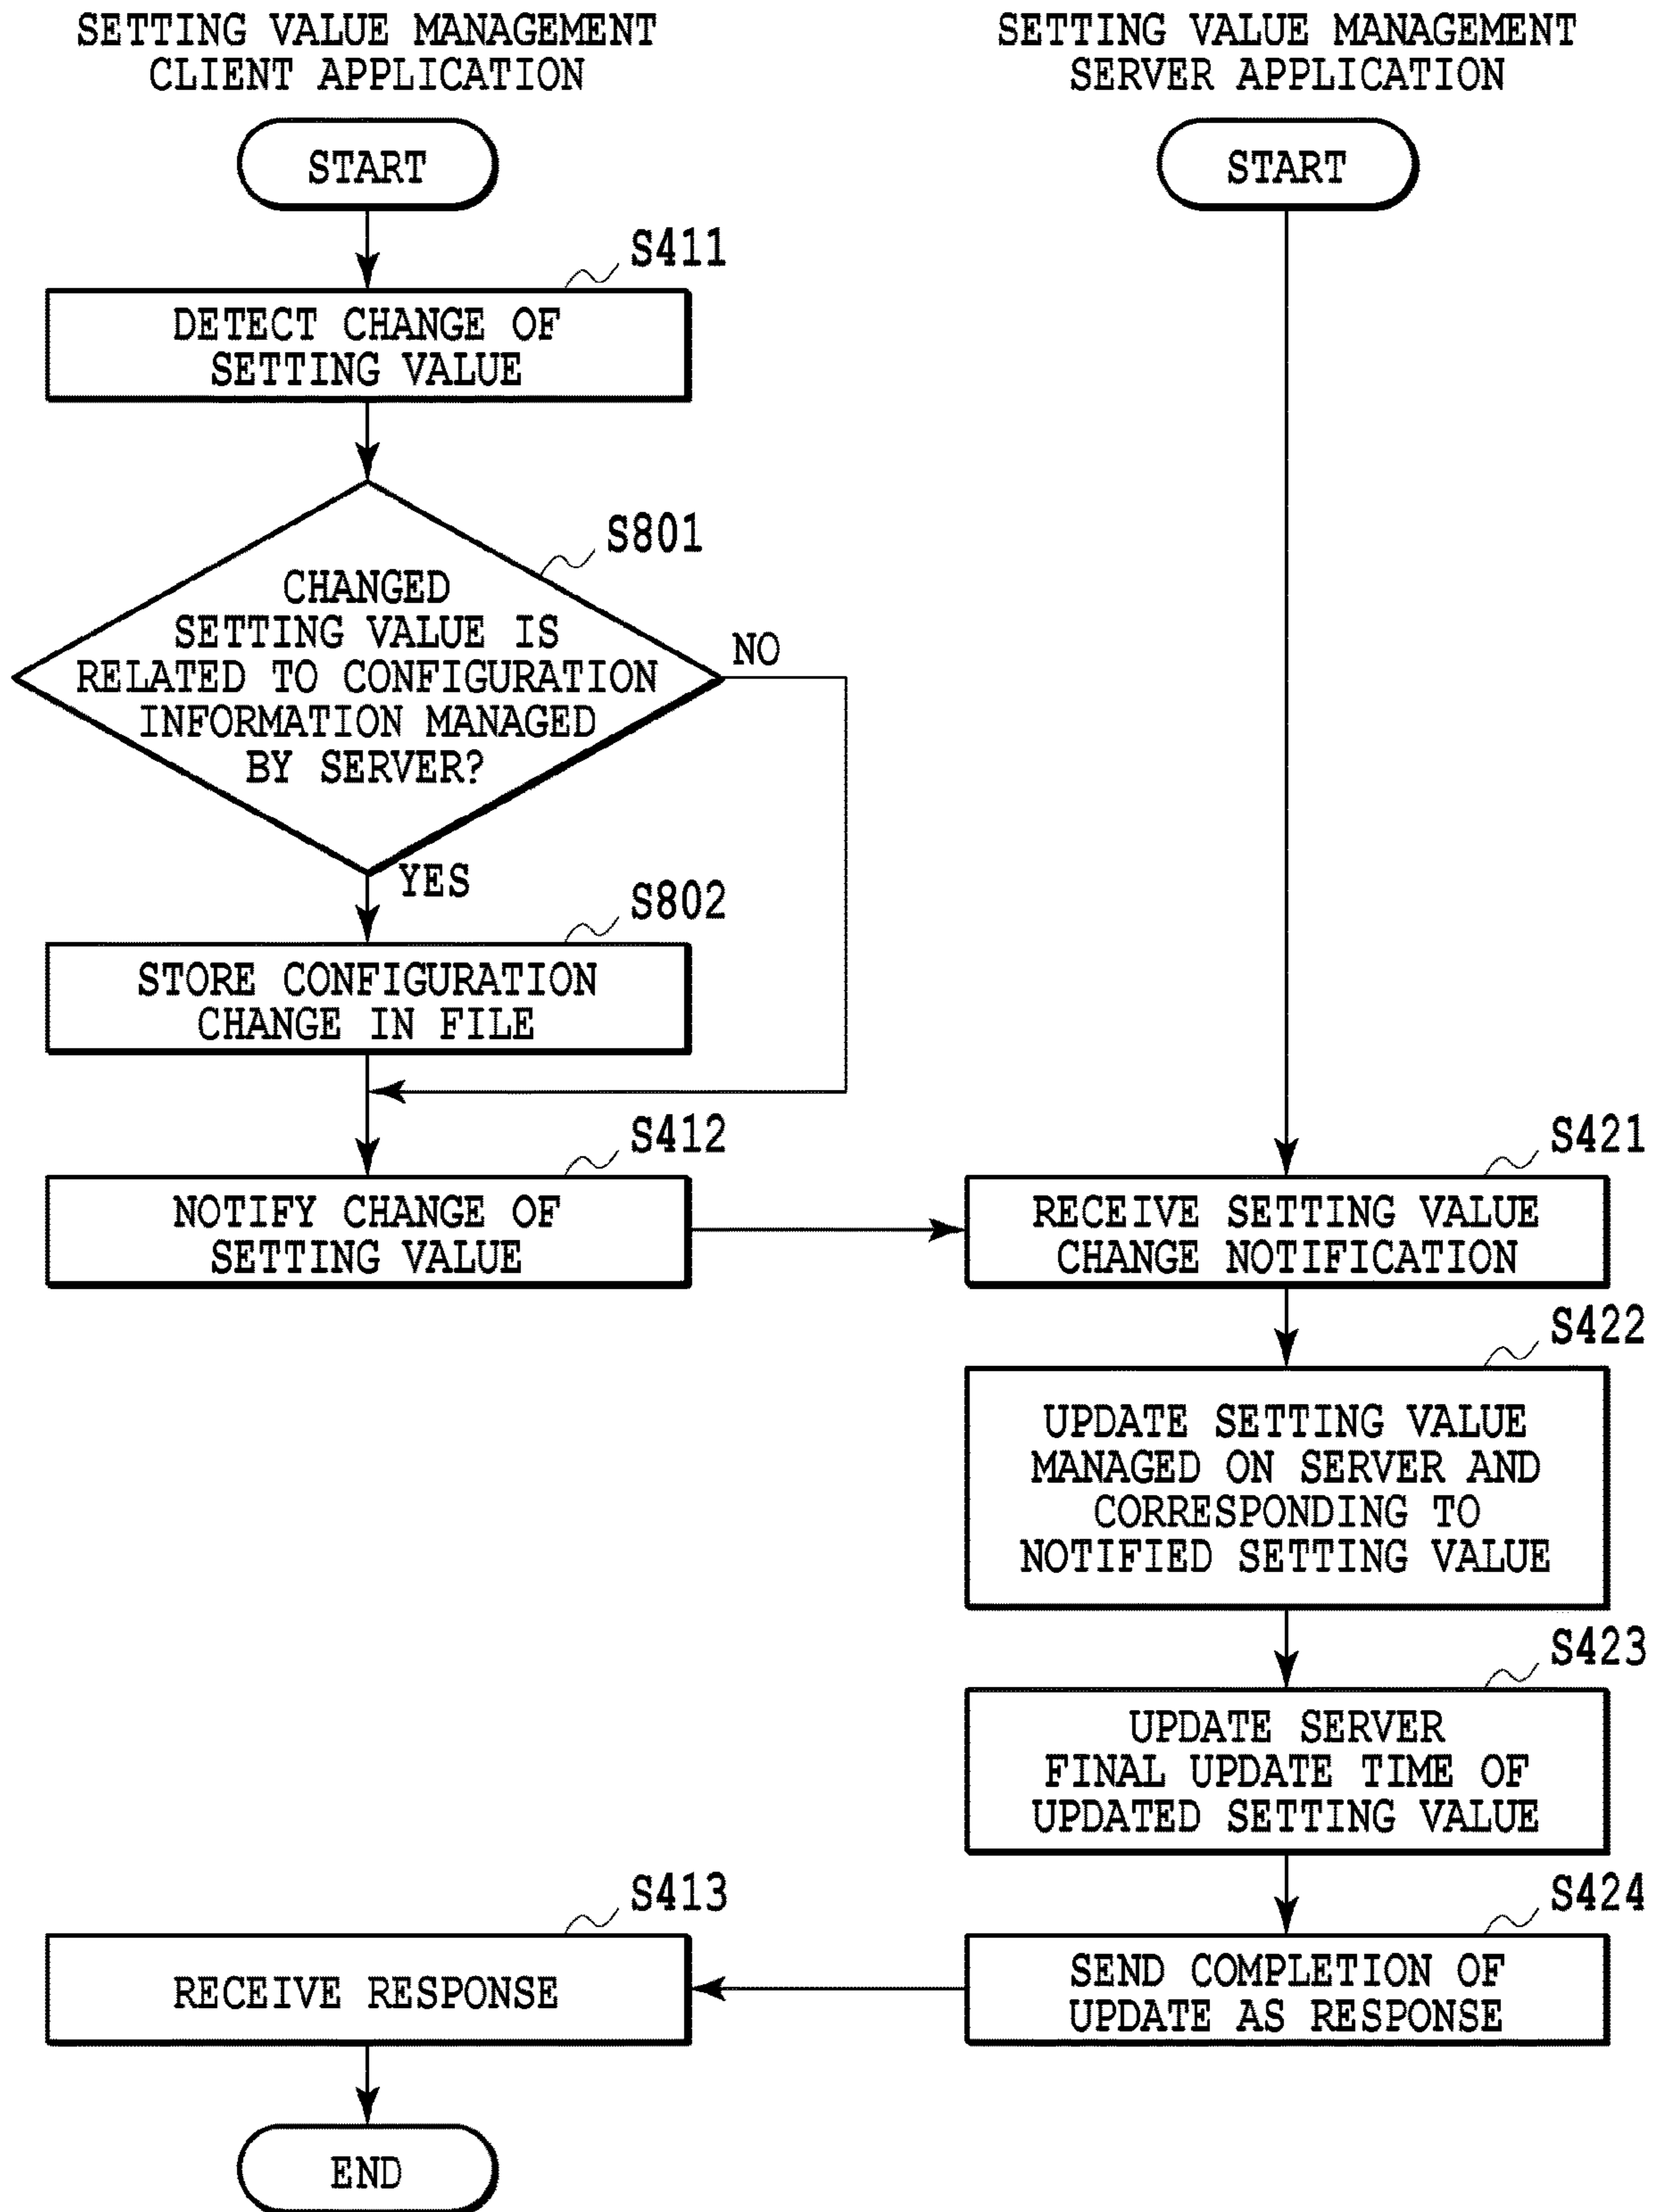 SETTING VALUE MANAGEMENT
CLIENT APPLICATION
SETTING VALUE MANAGEMENT
SERVER APPLICATION
START
START
S411
DETECT CHANGE OF
SETTING VALUE
S801
CHANGED
SETTING VALUE IS
RELATED TO CONFIGURATION
INFORMATION MANAGED
BY SERVER?
NO
YES
S802
STORE CONFIGURATION
CHANGE IN FILE
S412
NOTIFY CHANGE OF
SETTING VALUE
S421
RECEIVE SETTING VALUE
CHANGE NOTIFICATION
S422
UPDATE SETTING VALUE
MANAGED ON SERVER AND
CORRESPONDING TO
NOTIFIED SETTING VALUE
S423
UPDATE SERVER
FINAL UPDATE TIME OF
UPDATED SETTING VALUE
S424
SEND COMPLETION OF
UPDATE AS RESPONSE
S413
RECEIVE RESPONSE
END